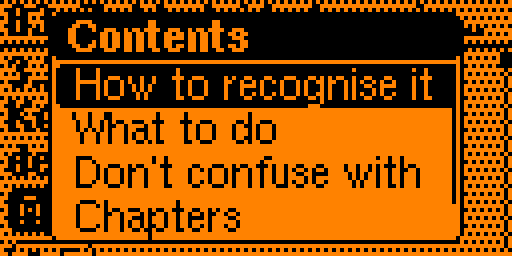 Contents
How to recognise it
What to do
Don't confuse with
Chapters